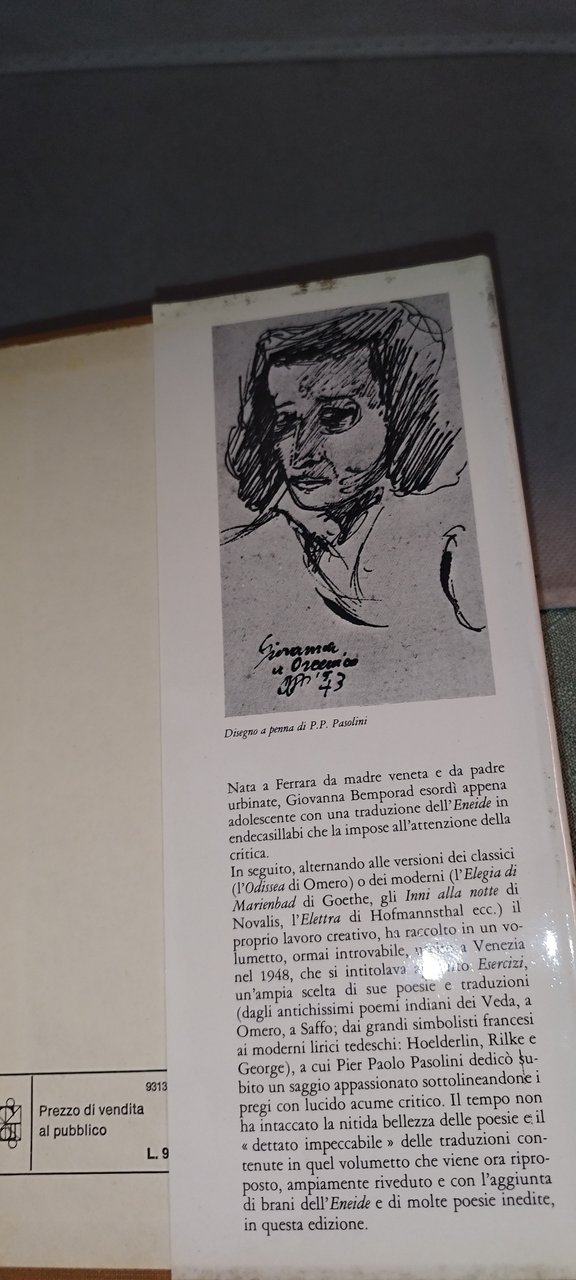 Giovanna
Disegno a penna di P.P. Pasolini
Nata a Ferrara da madre veneta e da padre
urbinate, Giovanna Bemporad esordì appena
adolescente con una traduzione dell'Eneide in
endecasillabi che la impose all'attenzione della
critica.
In seguito, alternando alle versioni dei classici
(l'Odissea di Omero) o dei moderni (l'Elegia di
Marienbad di Goethe, gli Inni alla notte di
Novalis, l'Elettra di Hofmannsthal ecc.) il
proprio lavoro creativo, ha raccolto in un vo-
lumetto, ormai introvabile, a Venezia
nel 1948, che si intitolava Esercizi,
un'ampia scelta di sue poesie e traduzioni
(dagli antichissimi poemi indiani dei Veda, a
Omero, a Saffo; dai grandi simbolisti francesi
ai moderni lirici tedeschi: Hoelderlin, Rilke e
George), a cui Pier Paolo Pasolini dedicò su-
bito un saggio appassionato sottolineandone i
pregi con lucido acume critico. Il tempo non
ha intaccato la nitida bellezza delle poesie e il
« dettato impeccabile » delle traduzioni con-
tenute in quel volumetto che viene ora ripro-
posto, ampiamente riveduto e con l'aggiunta
di brani dell'Eneide e di molte poesie inedite,
in questa edizione.
9313
Prezzo di vendita
al pubblico
L. 9